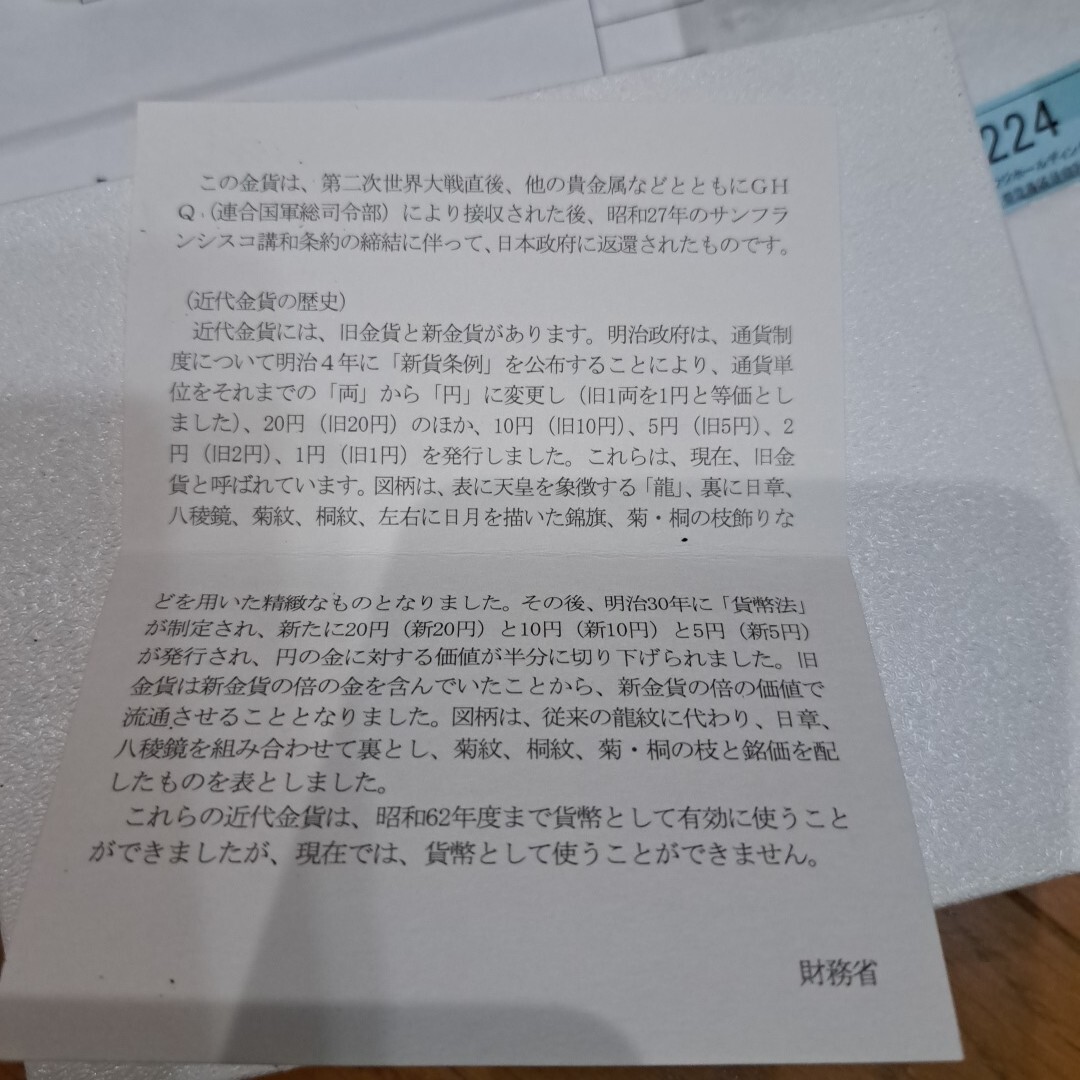 224
この金貨は、第二次世界大戦直後、他の貴金属などとともにＧＨ
Ｑ（連合国軍総司令部）により接収された後、昭和27年のサンフラ
ンシスコ講和条約の締結に伴って、日本政府に返還されたものです。
（近代金貨の歴史）
近代金貨には、旧金貨と新金貨があります。明治政府は、通貨制
度について明治４年に「新貨条例」を公布することにより、通貨単
位をそれまでの「両」から「円」に変更し（旧1両を1円と等価とし
ました）、20円（旧20円）のほか、10円（旧10円）、5円（旧5円）、2
円（旧2円）、1円（旧1円）を発行しました。これらは、現在、旧金
貨と呼ばれています。図柄は、表に天皇を象徴する「龍」、裏に日章、
八稜鏡、菊紋、桐紋、左右に日月を描いた錦旗、菊・桐の枝飾りな
どを用いた精緻なものとなりました。その後、明治30年に「貨幣法」
が制定され、新たに20円（新20円）と10円（新10円）と5円（新5円）
が発行され、円の金に対する価値が半分に切り下げられました。旧
金貨は新金貨の倍の金を含んでいたことから、新金貨の倍の価値で
流通させることとなりました。図柄は、従来の龍紋に代わり、日章、
八稜鏡を組み合わせて裏とし、菊紋、桐紋、菊・桐の枝と銘価を配
したものを表としました。
これらの近代金貨は、昭和62年度まで貨幣として有効に使うこと
ができましたが、現在では、貨幣として使うことができません。
財務省